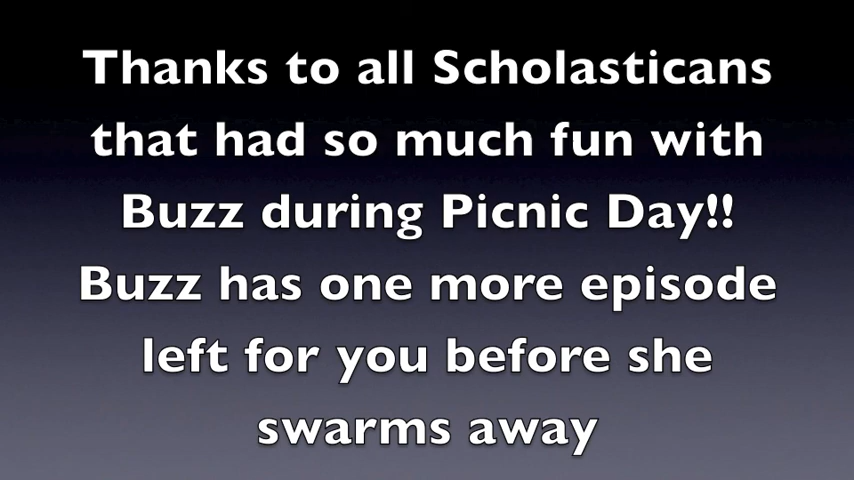 Thanks to all Scholasticans
that had so much fun with
Buzz during Picnic Day!!
Buzz has one more episode
left for you before she
swarms away